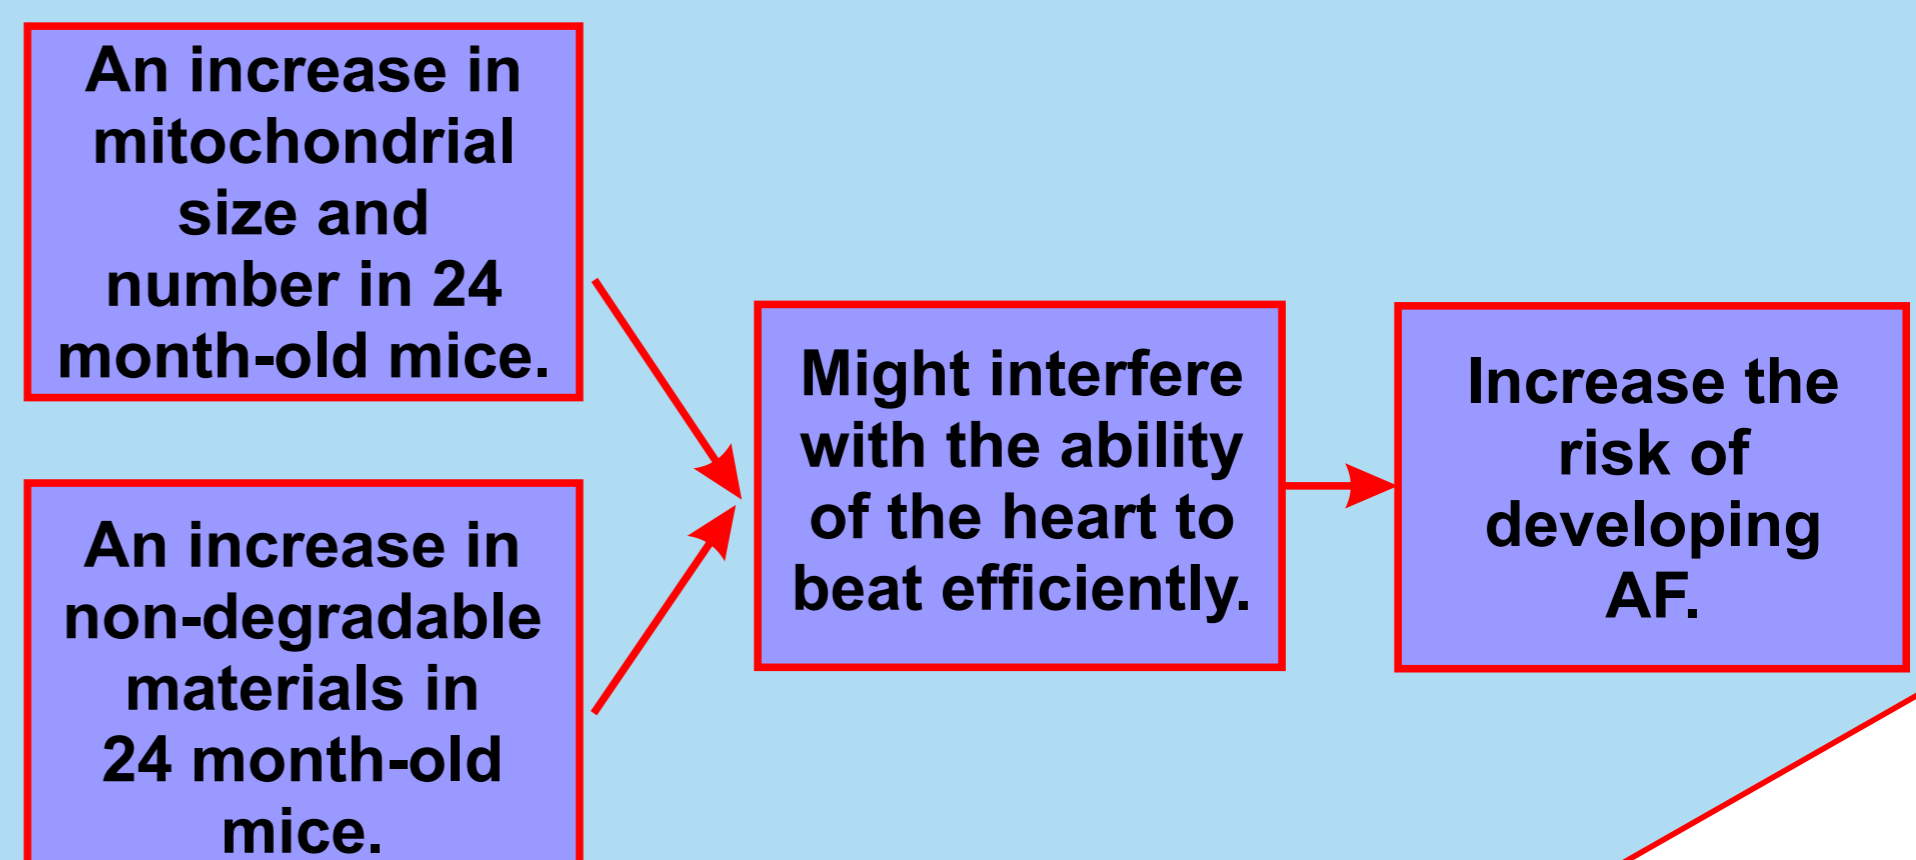 An increase in
mitochondrial
size and
number in 24
month-old mice.
An increase in
non-degradable
materials in
24 month-old
mice.
Might interfere
with the ability
of the heart to
beat efficiently.
Increase the
risk of
developing
AF.